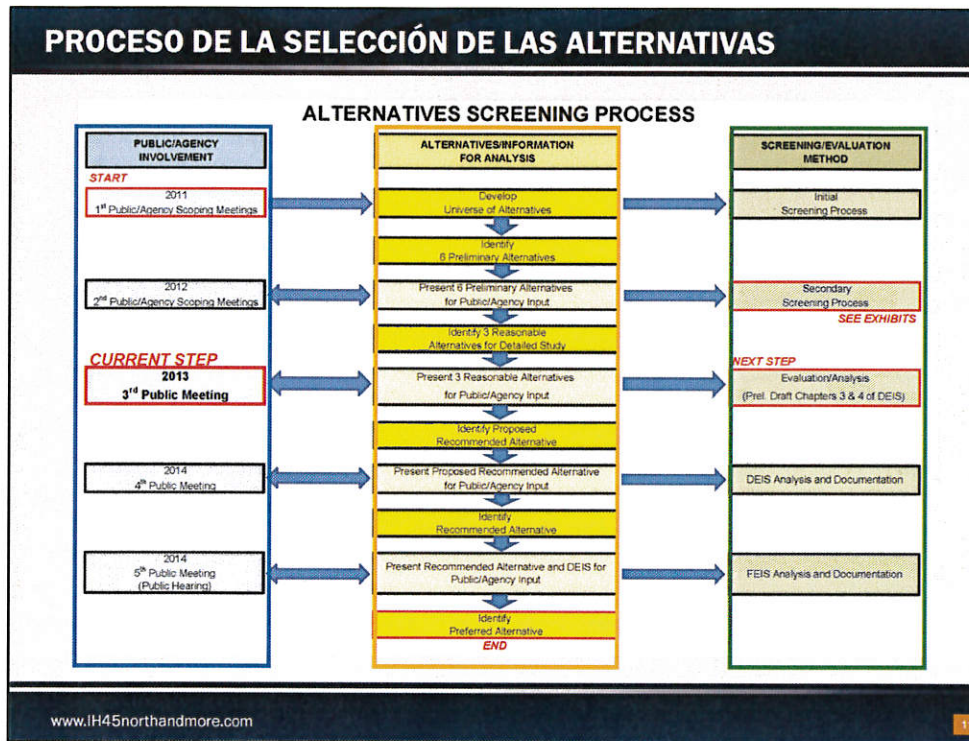 PROCESO DE LA SELECCIÓN DE LAS ALTERNATIVAS
ALTERNATIVES SCREENING PROCESS
PUBLIC/AGENCY
INVOLVEMENT
START
2011
1st Public/Agency Scoping Meetings
2012
2nd Public/Agency Scoping Meetings
CURRENT STEP
2013
3rd Public Meeting
2014
4th Public Meeting
2014
5th Public Meeting
(Public Hearing)
ALTERNATIVES/INFORMATION
FOR ANALYSIS
Develop
Universe of Alternatives
Identify
6 Preliminary Alternatives
Present 6 Preliminary Alternatives
for Public/Agency Input
Identify 3 Reasonable
Alternatives for Detailed Study
Present 3 Reasonable Alternatives
for Public/Agency Input
Identify Proposed
Recommended Alternative
Present Proposed Recommended Alternative
for Public/Agency Input
Identify
Recommended Alternative
Present Recommended Alternative and DEIS for
Public/Agency Input
Identify
Preferred Alternative
END
SCREENING/EVALUATION
METHOD
Initial
Screening Process
Secondary
Screening Process
SEE EXHIBITS
NEXT STEP
Evaluation/Analysis
(Prel. Draft Chapters 3 & 4 of DEIS)
DEIS Analysis and Documentation
FEIS Analysis and Documentation
www.IH45northandmore.com